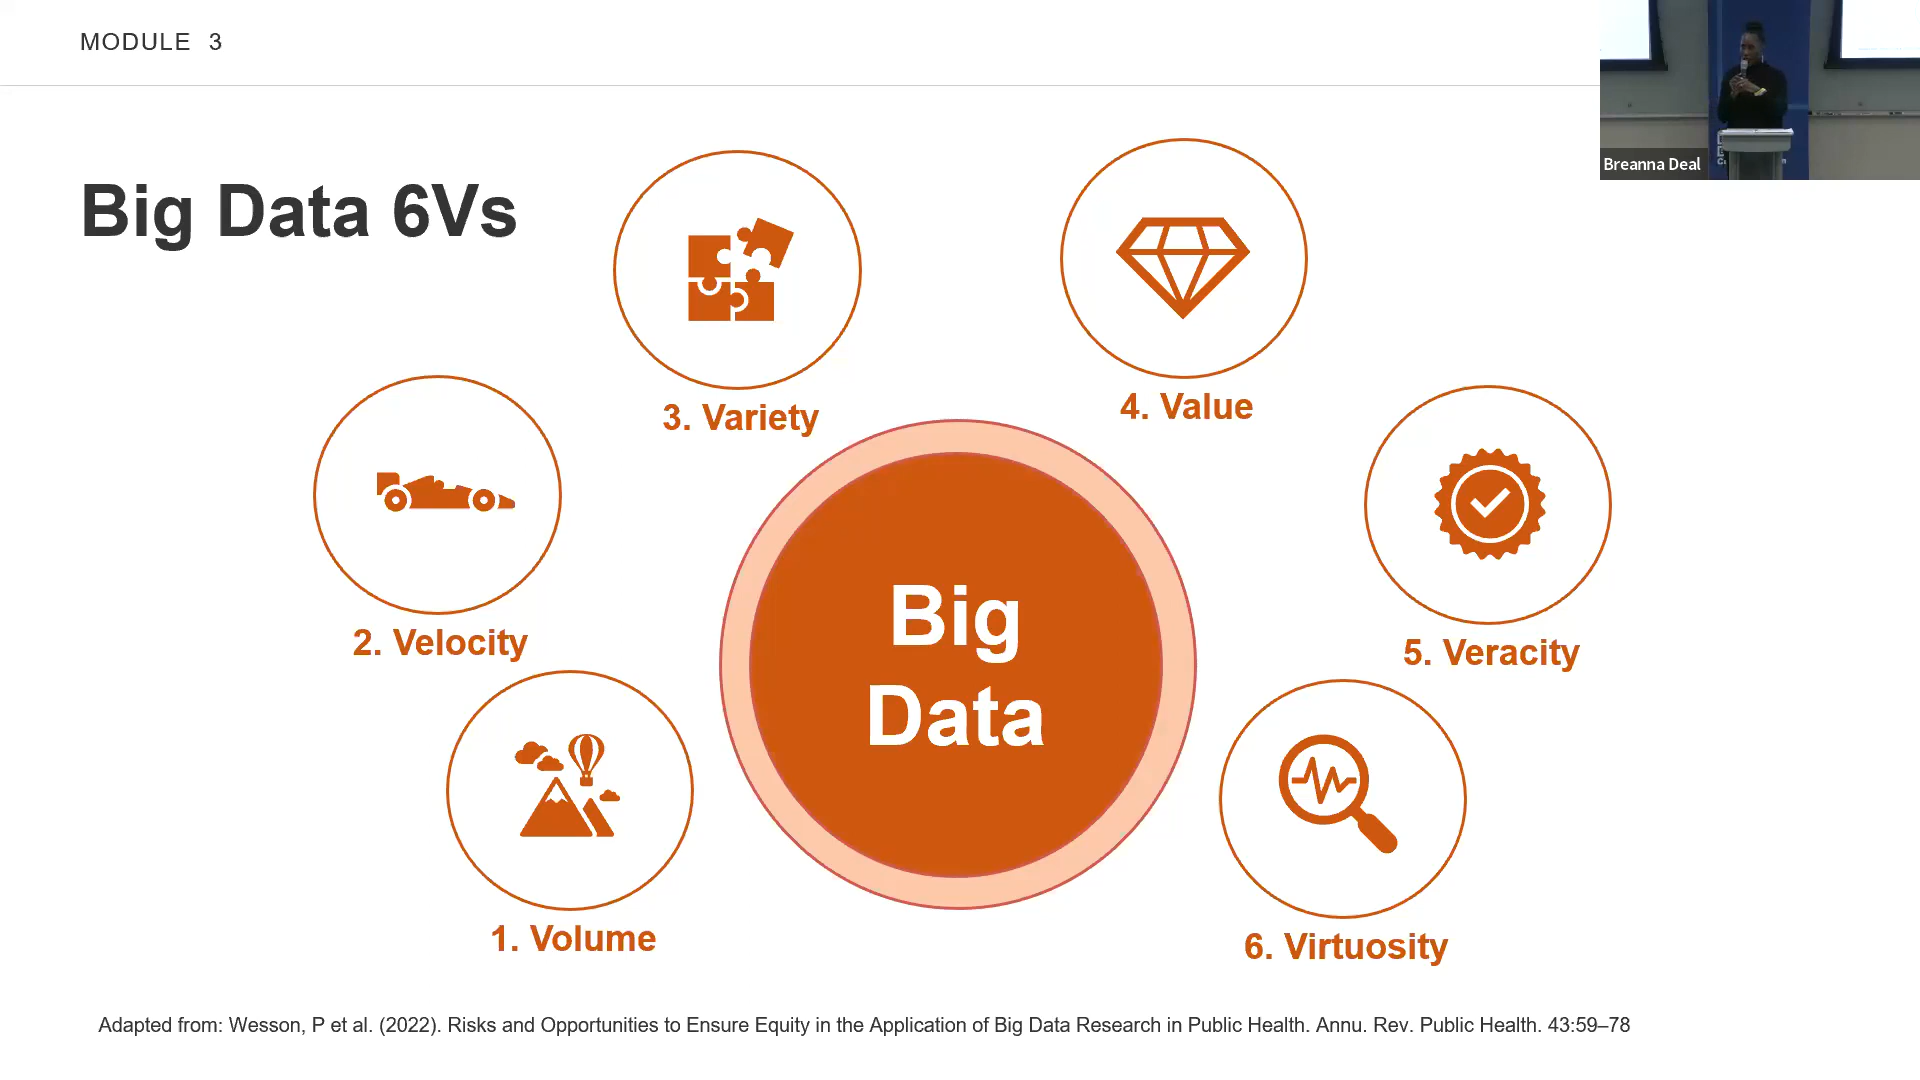 MODULE 3
Breanna Deal
Big Data 6Vs
3. Variety
4. Value
2. Velocity
5. Veracity
Big
Data
1. Volume
6. Virtuosity
Adapted from: Wesson, P et al. (2022). Risks and Opportunities to Ensure Equity in the Application of Big Data Research in Public Health. Annu. Rev. Public Health. 43:59–78